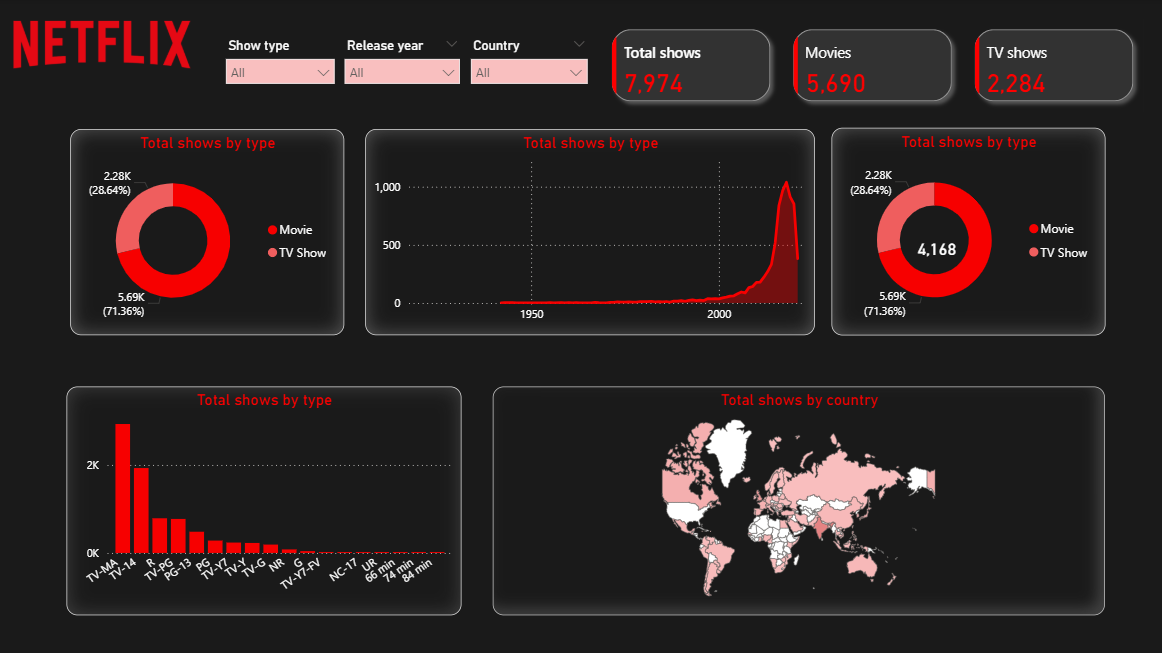 NETFLIX
Show type
Release year
Country
All
All
All
Total shows
7,974
Movies
5,690
TV shows
2,284
Total shows by type
2.28K
(28.64%)
5.69K
(71.36%)
Movie
TV Show
Total shows by type
1,000
500
0
1950
2000
Total shows by type
2.28K
(28.64%)
4,168
5.69K
(71.36%)
Movie
TV Show
Total shows by type
2K
0K
TV-MA
TV-14
R
TV-PG
PG-13
PG
TV-Y7
TV-Y
TV-G
NR
G
TV-Y7-FV
NC-17
UR
66 min
74 min
84 min
Total shows by country